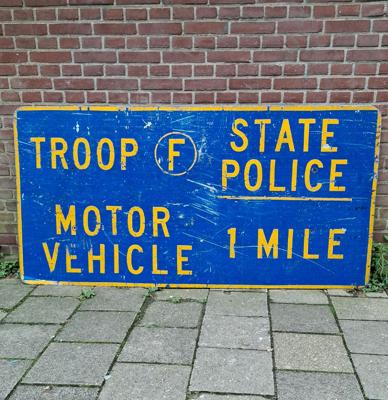 TROOP F
STATE
POLICE
MOTOR
VEHICLE
1 MILE